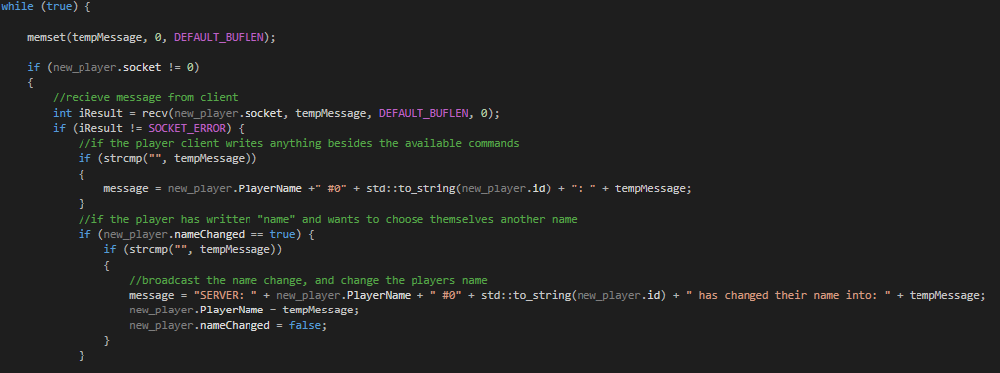 while (true) {
memset(tempMessage, 0, DEFAULT_BUFLEN);
if (new_player.socket != 0)
{
//recieve message from client
int iResult = recv(new_player.socket, tempMessage, DEFAULT_BUFLEN, 0);
if (iResult != SOCKET_ERROR) {
//if the player client writes anything besides the available commands
if (strcmp("", tempMessage))
{
message = new_player.PlayerName +" #0" + std::to_string(new_player.id) + ": " + tempMessage;
}
//if the player has written "name" and wants to choose themselves another name
if (new_player.nameChanged == true) {
if (strcmp("", tempMessage))
{
//broadcast the name change, and change the players name
message = "SERVER: " + new_player.PlayerName + " #0" + std::to_string(new_player.id) + " has changed their name into: " + tempMessage;
new_player.PlayerName = tempMessage;
new_player.nameChanged = false;
}
}